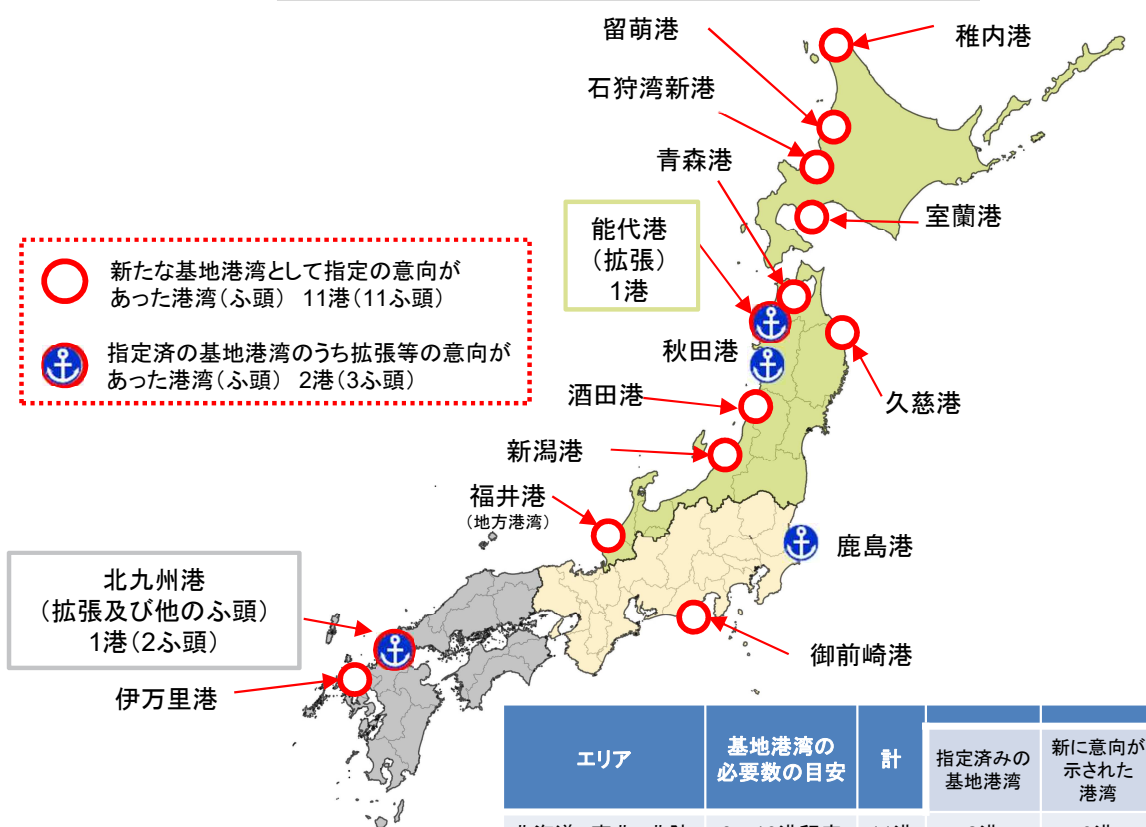 留萌港
稚内港
石狩湾新港
青森港
室蘭港
能代港
(拡張)
1港
新たな基地港湾として指定の意向が
あった港湾(ふ頭) 11港(11ふ頭)
指定済の基地港湾のうち拡張等の意向が
あった港湾(ふ頭) 2港(3ふ頭)
秋田港
久慈港
酒田港
新潟港
福井港
(地方港湾)
鹿島港
北九州港
(拡張及び他のふ頭)
1港(2ふ頭)
御前崎港
伊万里港
エリア 基地港湾の必要数の目安 計 指定済みの基地港湾 新に意向が示された港湾